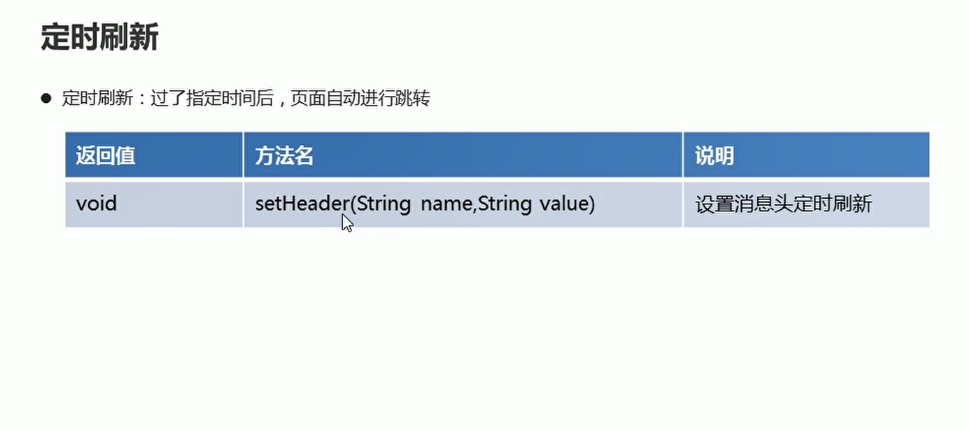 定时刷新
定时刷新：过了指定时间后，页面自动进行跳转
返回值 方法名 说明
void setHeader(String name,String value) 设置消息头定时刷新